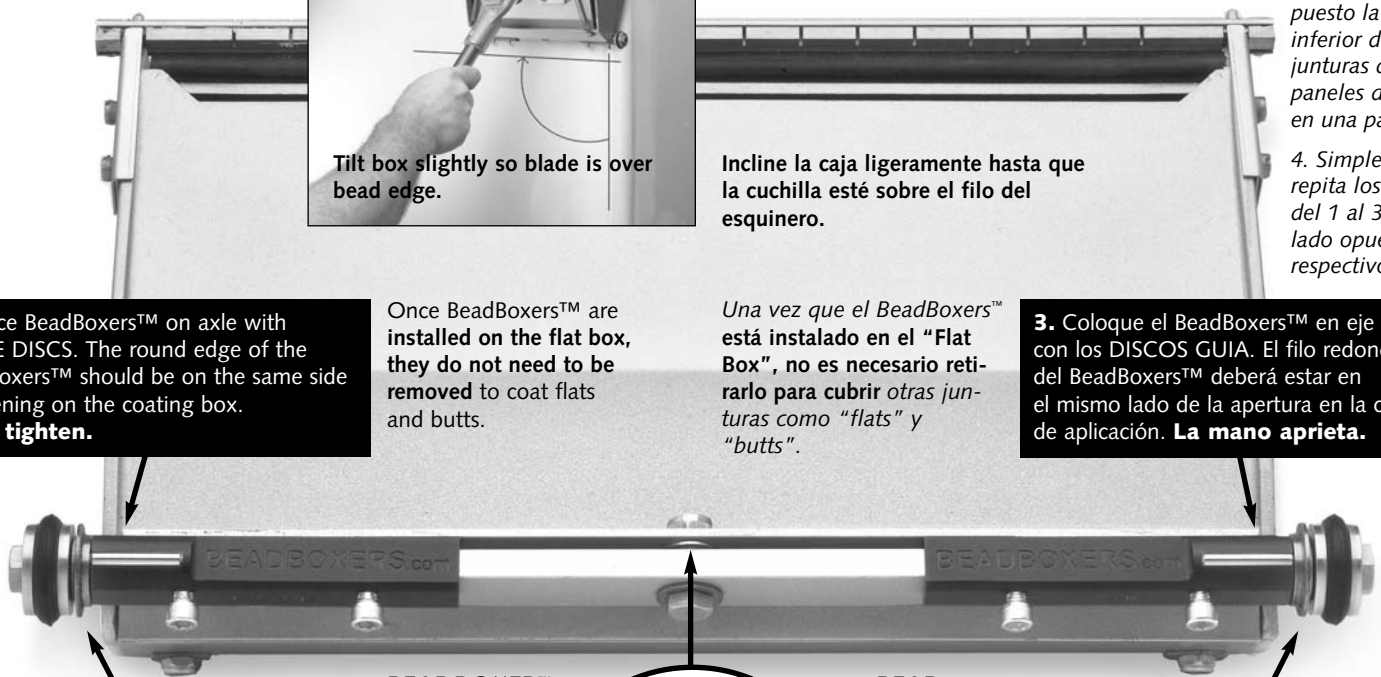 Tilt box slightly so blade is over
bead edge.
Incline la caja ligeramente hasta que
la cuchilla esté sobre el filo del
esquinero.
puesto la
inferior d
junturas
paneles d
en una pa
4. Simple
repita los
del 1 al 3
lado opue
respectivo
ce BeadBoxers™ on axle with
E DISCS. The round edge of the
oxers™ should be on the same side
ening on the coating box.
tighten.
Once BeadBoxers™ are
installed on the flat box,
they do not need to be
removed to coat flats
and butts.
Una vez que el BeadBoxers™
está instalado en el “Flat
Box”, no es necesario reti-
rarlo para cubrir otras jun-
turas como “flats” y
“butts”.
3. Coloque el BeadBoxers™ en eje
con los DISCOS GUIA. El filo redon
del BeadBoxers™ deberá estar en
el mismo lado de la apertura en la
de aplicación. La mano aprieta.
BEADBOXERS.com
BEADBOXERS.com